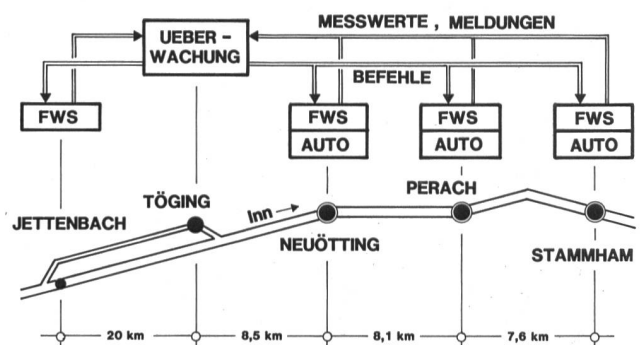 MESSWERTE , MELDUNGEN
UEBER -
WACHUNG
BEFEHLE
FWS
FWS
AUTO
FWS
AUTO
FWS
AUTO
JETTENBACH
TÖGING
Inn
NEUÖTTING
PERACH
STAMMHAM
20 km
8,5 km
8,1 km
7,6 km